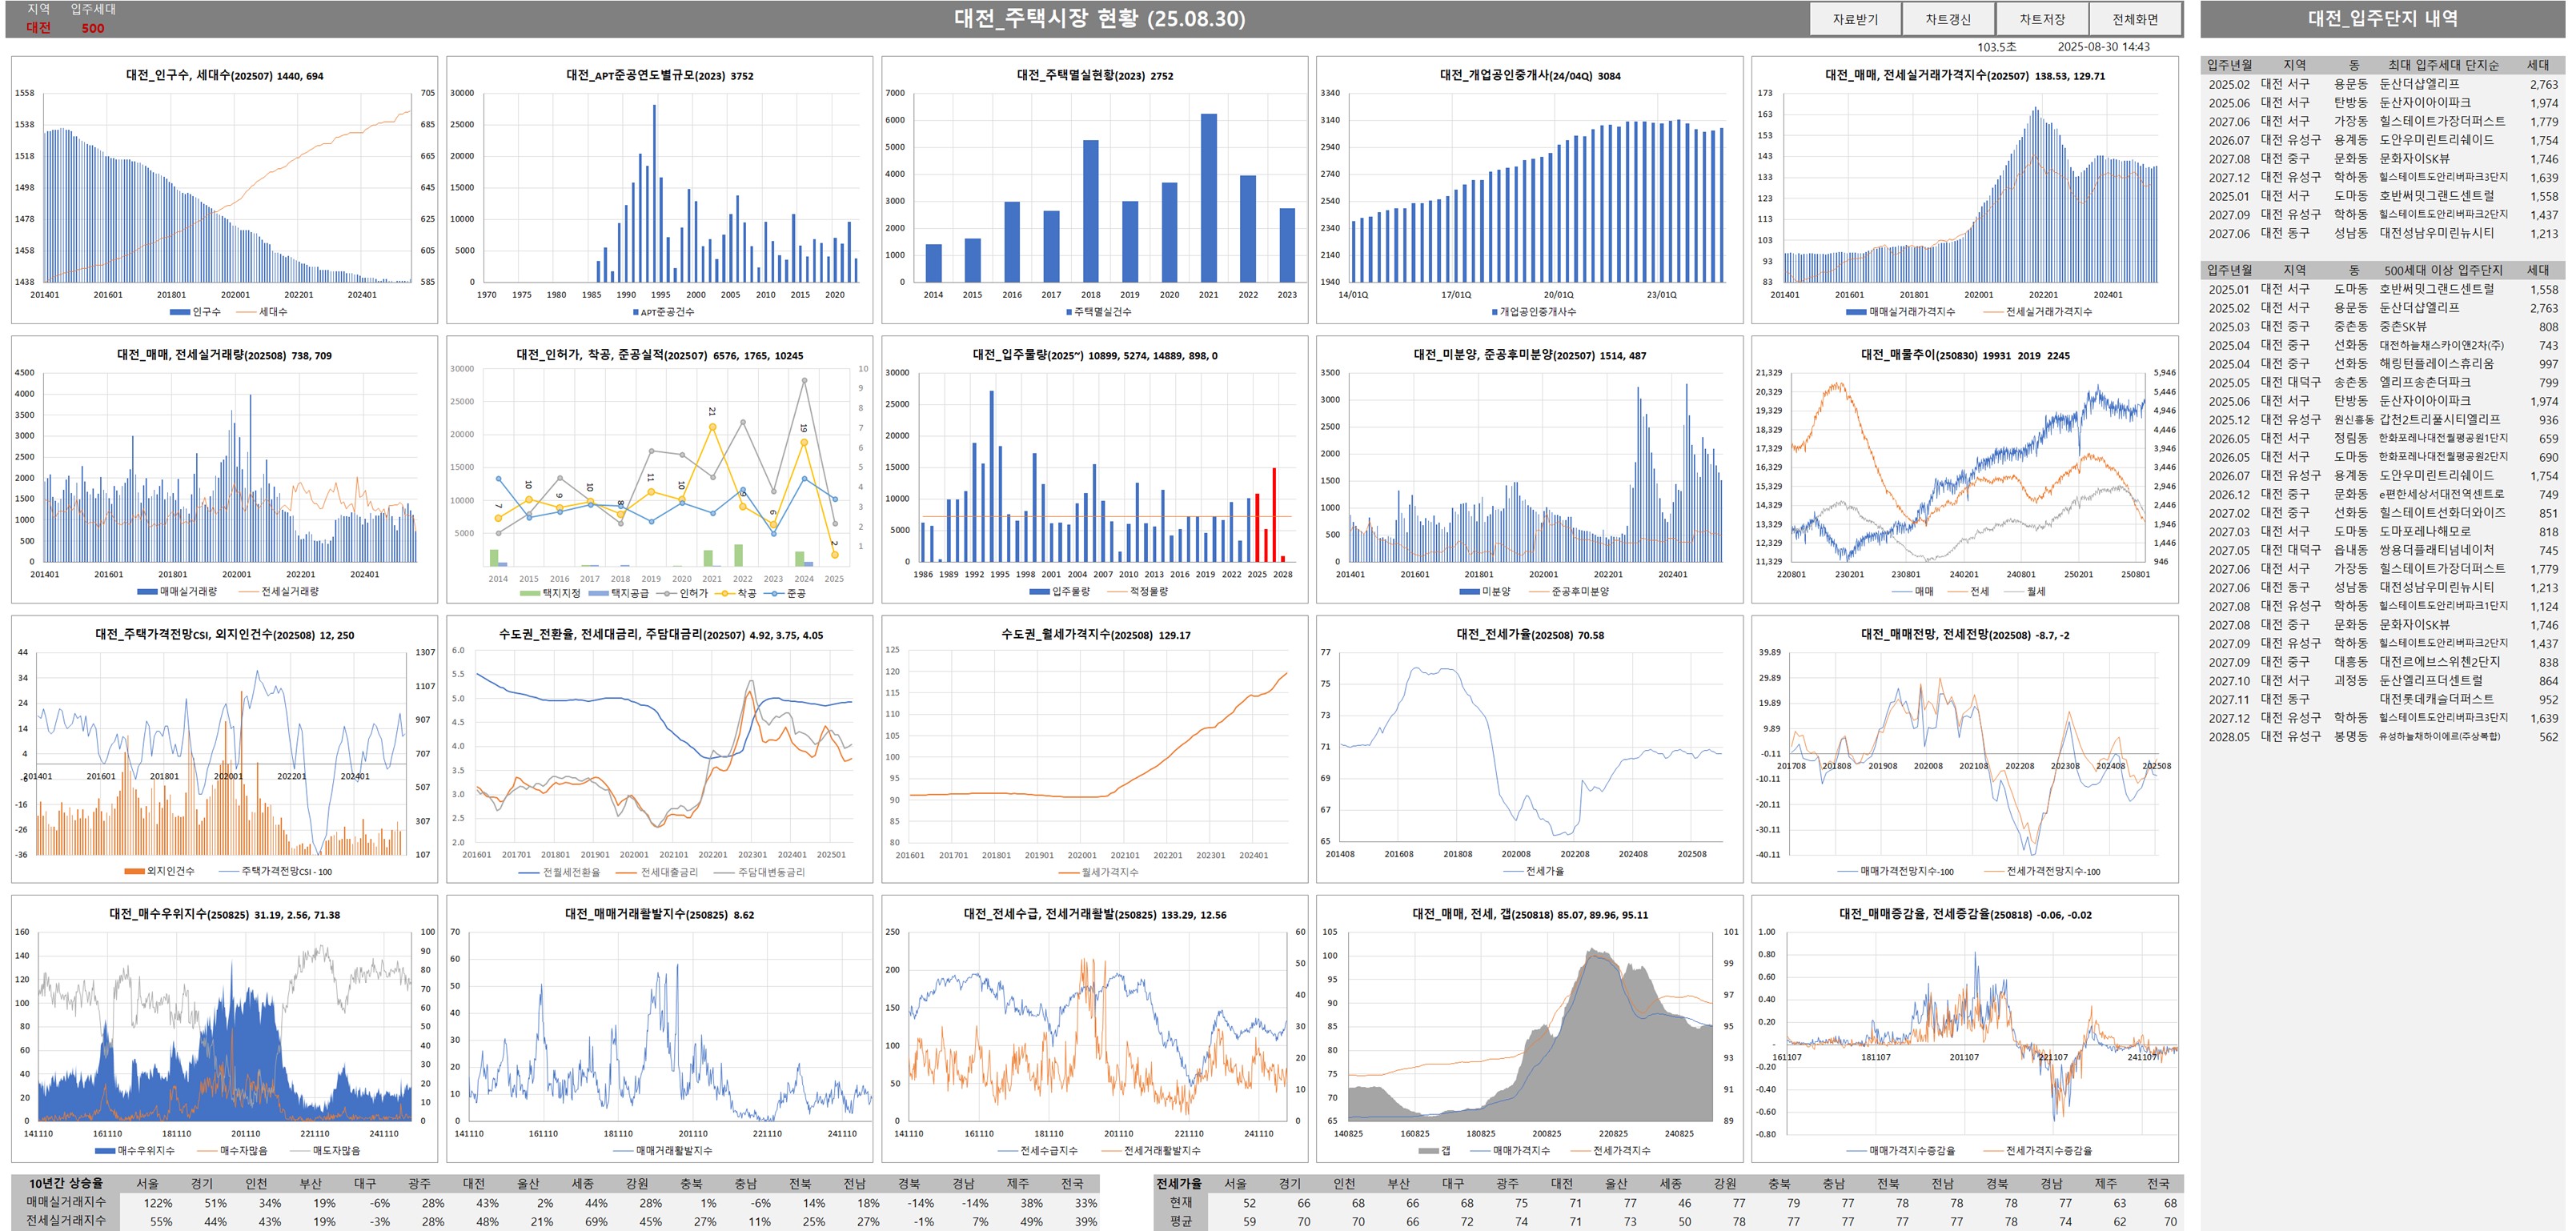 지역 입주세대
대전 500
대전_주택시장 현황 (25.08.30)
자료받기 차트갱신 차트저장 전체화면
103.5초 2025-08-30 14:43
대전_인구수, 세대수(202507) 1440, 694
인구수 세대수
대전_APT준공연도별규모(2023) 3752
APT준공건수
대전_주택멸실현황(2023) 2752
주택멸실건수
대전_개업공인중개사(24/04Q) 3084
개업공인중개사수
대전_매매, 전세실거래가격지수(202507) 138.53, 129.71
매매실거래가격지수 전세실거래가격지수
대전_매매, 전세실거래량(202508) 738, 709
매매실거래량 전세실거래량
대전_인허가, 착공, 준공실적(202507) 6576, 1765, 10245
택지지정 택지공급 인허가 착공 준공
대전_입주물량(2025~) 10899, 5274, 14889, 898, 0
입주물량 적정물량
대전_미분양, 준공후미분양(202507) 1514, 487
미분양 준공후미분양
대전_매물추이(250830) 19931 2019 2245
매매 전세 월세
대전_주택가격전망CSI, 외지인건수(202508) 12, 250
외지인건수 주택가격전망CSI - 100
수도권_전환율, 전세대금리, 주담대금리(202507) 4.92, 3.75, 4.05
전월세전환율 전세대출금리 주담대변동금리
수도권_월세가격지수(202508) 129.17
월세가격지수
대전_전세가율(202508) 70.58
전세가율
대전_매매전망, 전세전망(202508) -8.7, -2
매매가격전망지수-100 전세가격전망지수-100
대전_매수우위지수(250825) 31.19, 2.56, 71.38
매수우위지수 매수자많음 매도자많음
대전_매매거래활발지수(250825) 8.62
매매거래활발지수
대전_전세수급, 전세거래활발(250825) 133.29, 12.56
전세수급지수 전세거래활발지수
대전_매매, 전세, 갭(250818) 85.07, 89.96, 95.11
갭 매매가격지수 전세가격지수
대전_매매증감율, 전세증감율(250818) -0.06, -0.02
매매가격지수증감율 전세가격지수증감율
10년간 상승율 서울 경기 인천 부산 대구 광주 대전 울산 세종 강원 충북 충남 전북 전남 경북 경남 제주 전국
매매실거래지수 122% 51% 34% 19% -6% 28% 43% 2% 44% 28% 1% -6% 14% 18% -14% -14% 38% 33%
전세실거래지수 55% 44% 43% 19% -3% 28% 48% 21% 69% 45% 27% 11% 25% 27% -1% 7% 49% 39%
전세가율 서울 경기 인천 부산 대구 광주 대전 울산 세종 강원 충북 충남 전북 전남 경북 경남 제주 전국
현재 52 66 68 66 68 75 71 77 46 77 79 77 78 78 78 77 63 68
평균 59 70 70 66 72 74 71 73 50 78 77 77 77 77 78 74 62 70
대전_입주단지 내역
입주년월 지역 동 최대 입주세대 단지순 세대
2025.02 대전 서구 용문동 둔산더샵엘리프 2,763
2025.06 대전 서구 탄방동 둔산자이아이파크 1,974
2027.06 대전 서구 가장동 힐스테이트가장더퍼스트 1,779
2026.07 대전 유성구 용계동 도안우미린트리쉐이드 1,754
2027.08 대전 중구 문화동 문화자이SK뷰 1,746
2027.12 대전 유성구 학하동 힐스테이트도안리버파크3단지 1,639
2025.01 대전 서구 도마동 호반써밋그랜드센트럴 1,558
2027.09 대전 유성구 학하동 힐스테이트도안리버파크2단지 1,437
2027.06 대전 동구 성남동 대전성남우미린뉴시티 1,213
입주년월 지역 동 500세대 이상 입주단지 세대
2025.01 대전 서구 도마동 호반써밋그랜드센트럴 1,558
2025.02 대전 서구 용문동 둔산더샵엘리프 2,763
2025.03 대전 중구 중촌동 중촌SK뷰 808
2025.04 대전 중구 선화동 대전하늘채스카이앤2차(주) 743
2025.04 대전 중구 선화동 해링턴플레이스휴리움 997
2025.05 대전 대덕구 송촌동 엘리프송촌더파크 799
2025.06 대전 서구 탄방동 둔산자이아이파크 1,974
2025.12 대전 유성구 원신흥동 갑천2트리풀시티엘리프 936
2026.05 대전 서구 정림동 한화포레나대전월평공원1단지 659
2026.05 대전 서구 도마동 한화포레나대전월평공원2단지 690
2026.07 대전 유성구 용계동 도안우미린트리쉐이드 1,754
2026.12 대전 중구 문화동 e편한세상서대전역센트로 749
2027.02 대전 중구 선화동 힐스테이트선화더와이즈 851
2027.03 대전 서구 도마동 도마포레나해모로 818
2027.05 대전 대덕구 읍내동 쌍용더플래티넘네이처 745
2027.06 대전 서구 가장동 힐스테이트가장더퍼스트 1,779
2027.06 대전 동구 성남동 대전성남우미린뉴시티 1,213
2027.08 대전 유성구 학하동 힐스테이트도안리버파크1단지 1,124
2027.08 대전 중구 문화동 문화자이SK뷰 1,746
2027.09 대전 유성구 학하동 힐스테이트도안리버파크2단지 1,437
2027.09 대전 중구 대흥동 대전르에브스위첸2단지 838
2027.10 대전 서구 괴정동 둔산엘리프더센트럴 864
2027.11 대전 동구 대전롯데캐슬더퍼스트 952
2027.12 대전 유성구 학하동 힐스테이트도안리버파크3단지 1,639
2028.05 대전 유성구 봉명동 유성하늘채하이에르(주상복합) 562